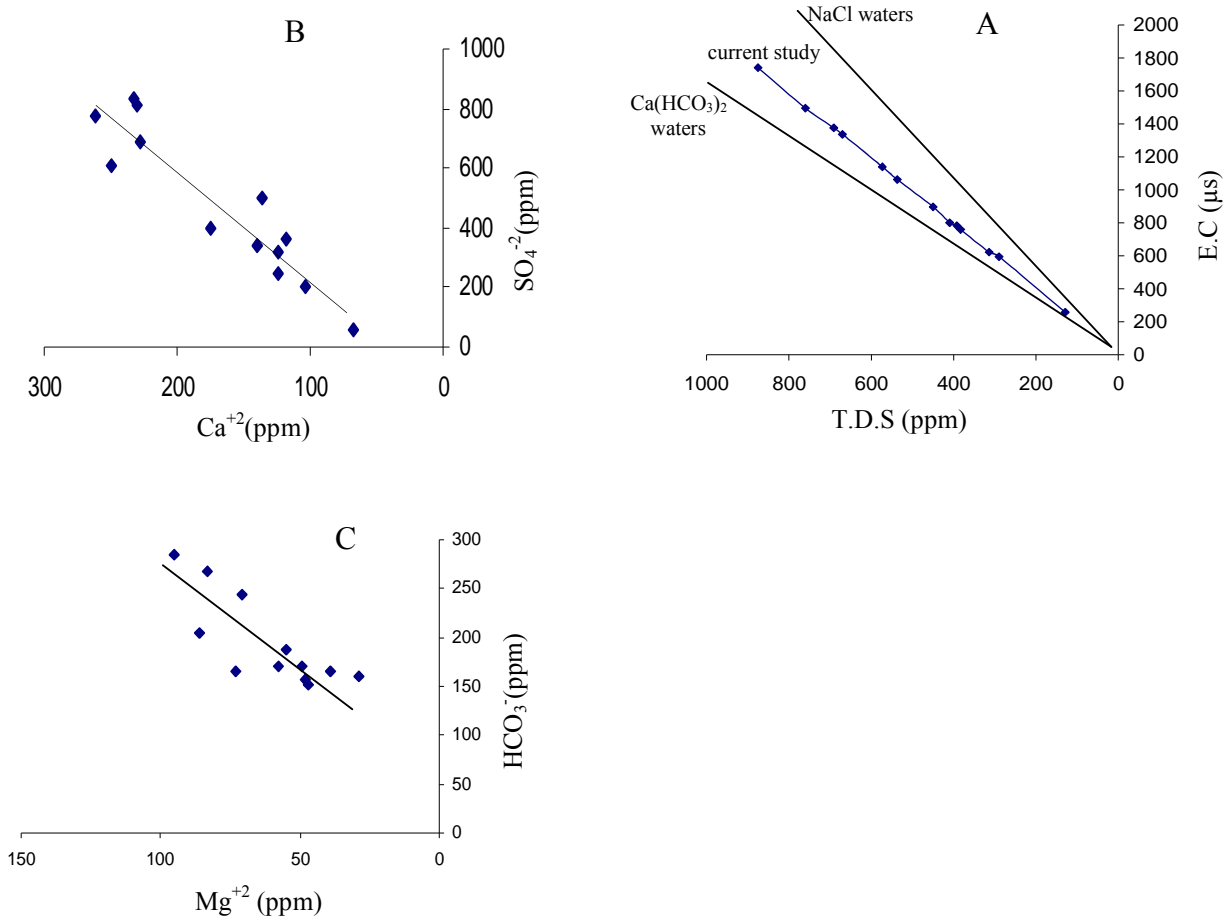 B
1000
800
600
400
200
0
SO₄⁻²(ppm)
300
200
100
0
Ca⁺²(ppm)
A
NaCl waters
current study
Ca(HCO₃)₂
waters
2000
1800
1600
1400
1200
1000
800
600
400
200
0
E.C (µs)
1000
800
600
400
200
0
T.D.S (ppm)
C
300
250
200
150
100
50
0
HCO₃⁻(ppm)
150
100
50
0
Mg⁺² (ppm)